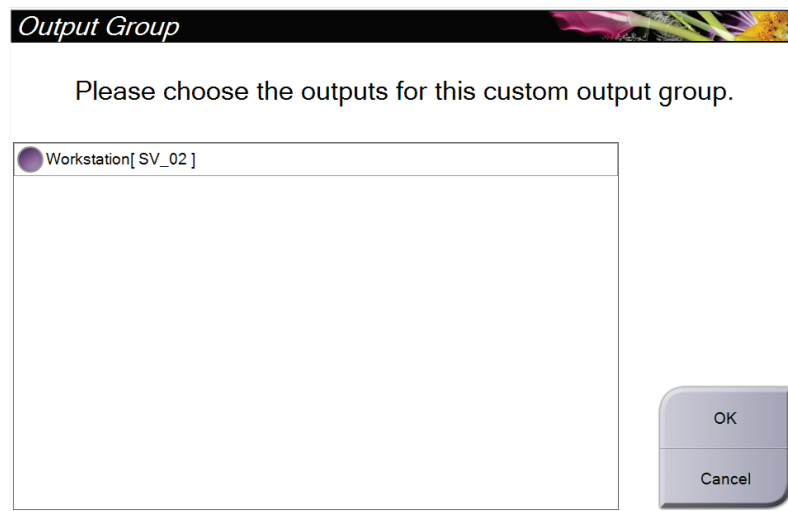 Output Group
Please choose the outputs for this custom output group.
Workstation[ SV_02 ]
OK
Cancel